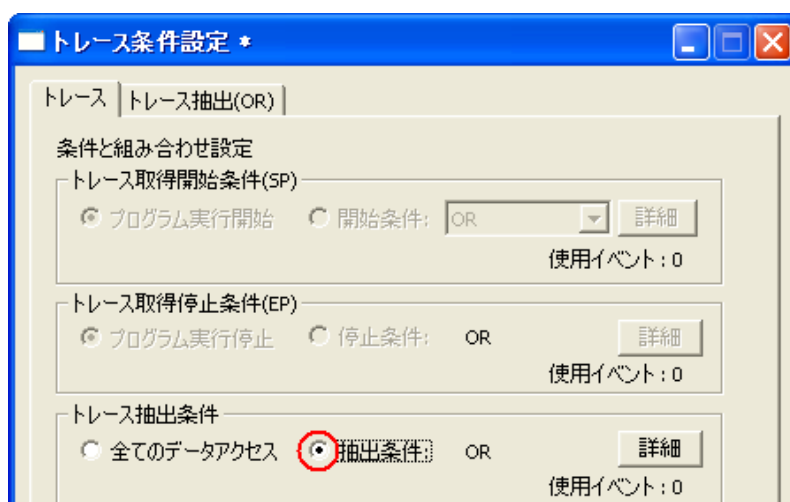 トレース条件設定 *
トレース トレース抽出(OR)
条件と組み合わせ設定
トレース取得開始条件(SP)
プログラム実行開始 開始条件: OR 詳細
使用イベント : 0
トレース取得停止条件(EP)
プログラム実行停止 停止条件: OR 詳細
使用イベント : 0
トレース抽出条件
全てのデータアクセス 抽出条件: OR 詳細
使用イベント : 0